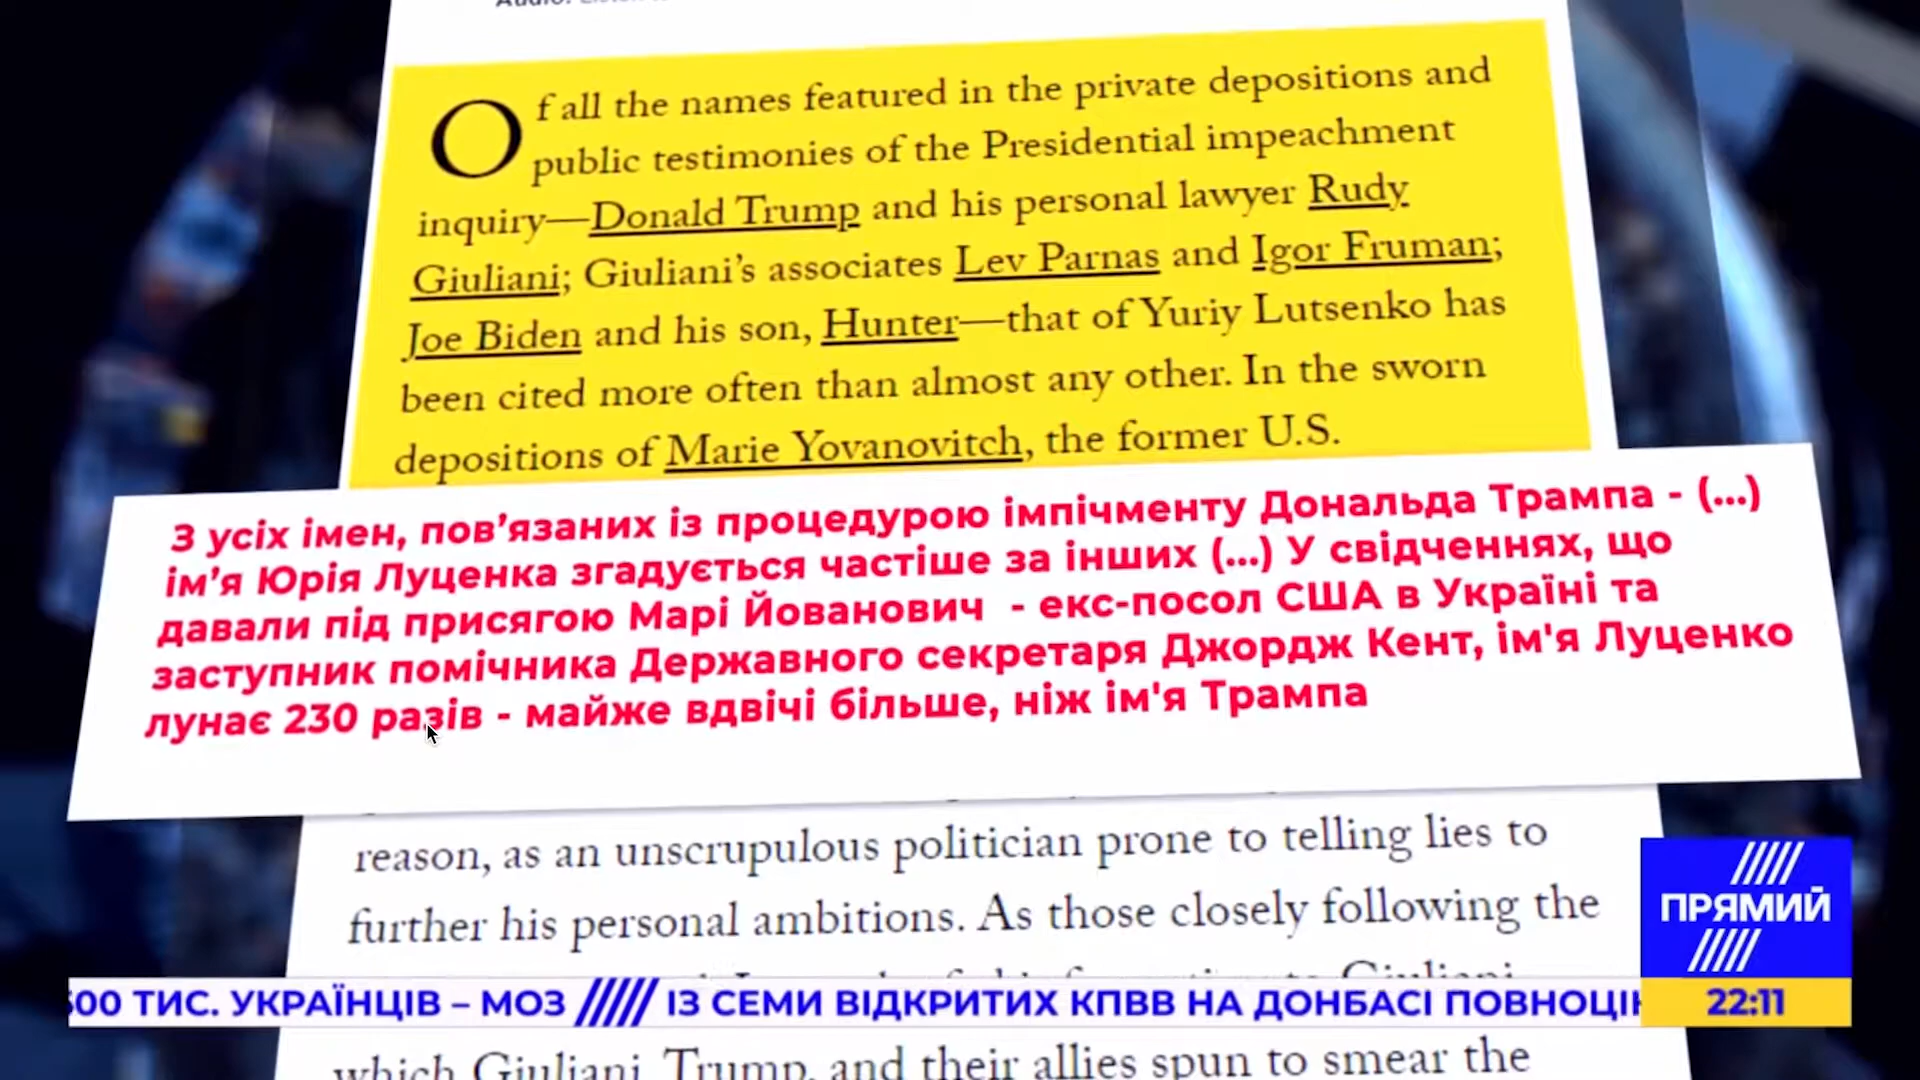 Audio:
Of all the names featured in the private depositions and
public testimonies of the Presidential impeachment
inquiry—Donald Trump and his personal lawyer Rudy
Giuliani; Giuliani’s associates Lev Parnas and Igor Fruman;
Joe Biden and his son, Hunter—that of Yuriy Lutsenko has
been cited more often than almost any other. In the sworn
depositions of Marie Yovanovitch, the former U.S.
З усіх імен, пов’язаних із процедурою імпічменту Дональда Трампа - (...)
ім’я Юрія Луценка згадується частіше за інших (...) У свідченнях, що
давали під присягою Марі Йованович - екс-посол США в Україні та
заступник помічника Державного секретаря Джордж Кент, ім'я Луценко
лунає 230 разів - майже вдвічі більше, ніж ім'я Трампа
reason, as an unscrupulous politician prone to telling lies to
further his personal ambitions. As those closely following the
Giuliani
ПРЯМИЙ
500 ТИС. УКРАЇНЦІВ – МОЗ ///// ІЗ СЕМИ ВІДКРИТИХ КПВВ НА ДОНБАСІ
22:11
which Giuliani, Trump, and their allies spun to smear the